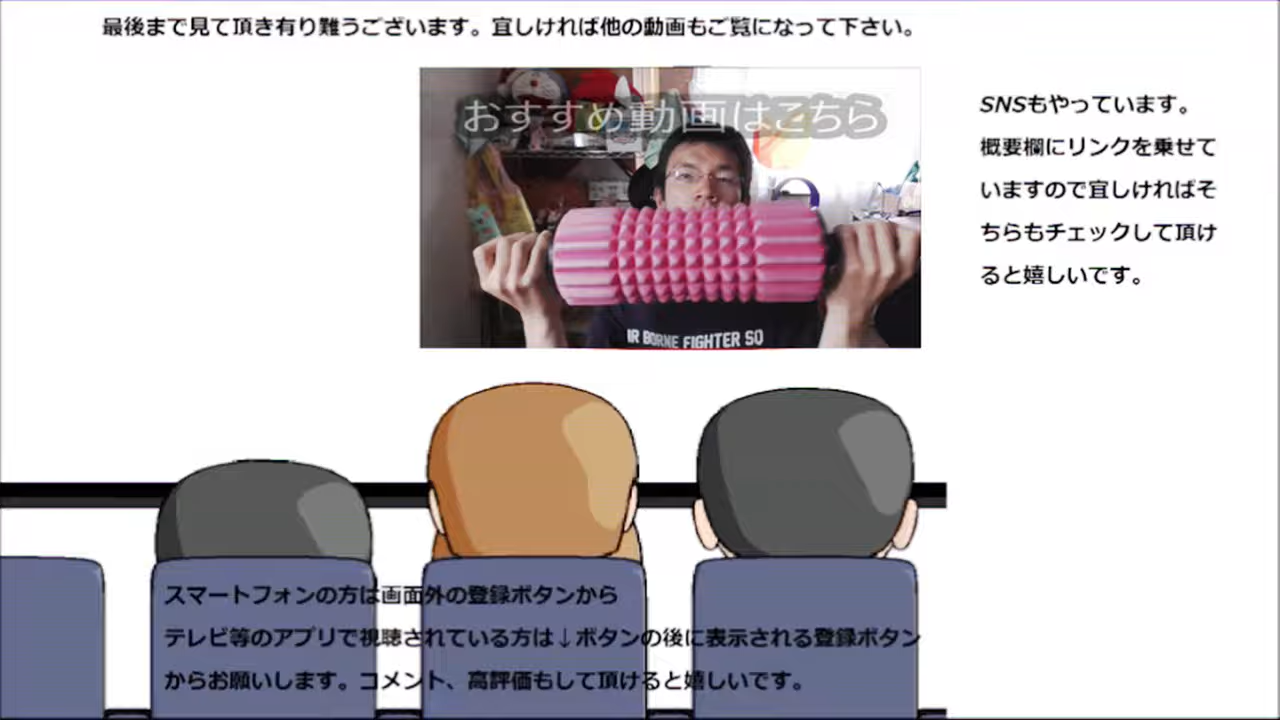 最後まで見て頂き有り難うございます。宜しければ他の動画もご覧になって下さい。
おすすめ動画はこちら
IR BORNE FIGHTER SO
SNSもやっています。
概要欄にリンクを乗せて
いますので宜しければそ
ちらもチェックして頂け
ると嬉しいです。
スマートフォンの方は画面外の登録ボタンから
テレビ等のアプリで視聴されている方は↓ボタンの後に表示される登録ボタン
からお願いします。コメント、高評価もして頂けると嬉しいです。